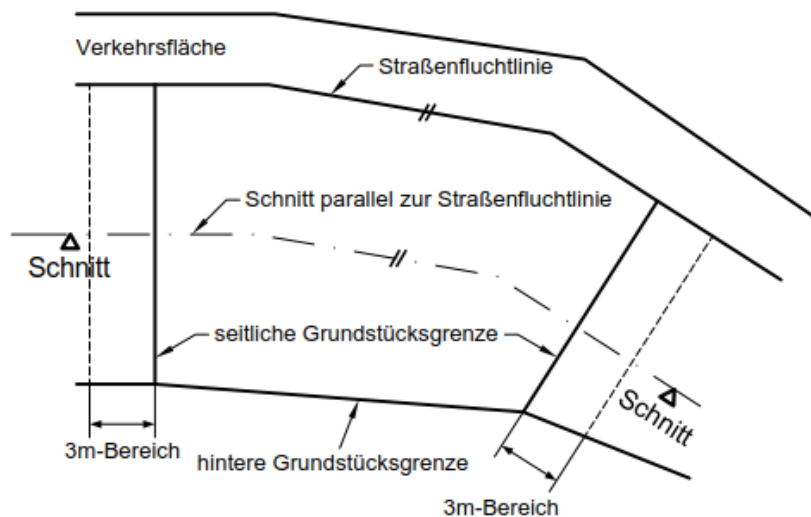 Verkehrsfläche
Straßenfluchtlinie
Schnitt parallel zur Straßenfluchtlinie
Schnitt
seitliche Grundstücksgrenze
Schnitt
3m-Bereich
hintere Grundstücksgrenze
3m-Bereich